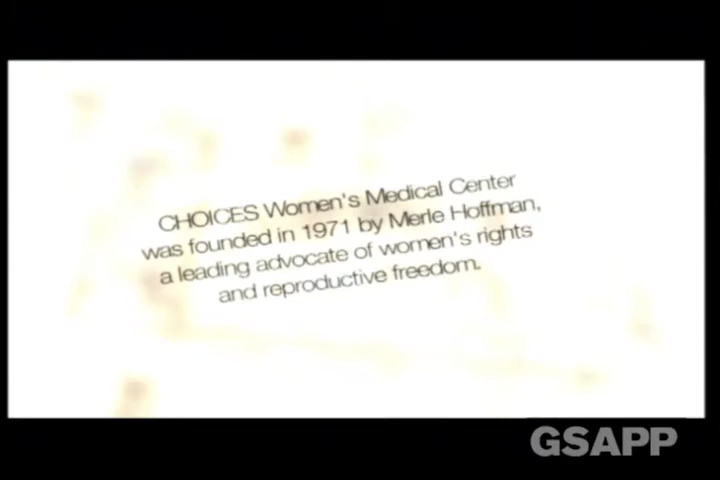 CHOICES Women's Medical Center
was founded in 1971 by Merle Hoffman,
a leading advocate of women's rights
and reproductive freedom.
GSAPP